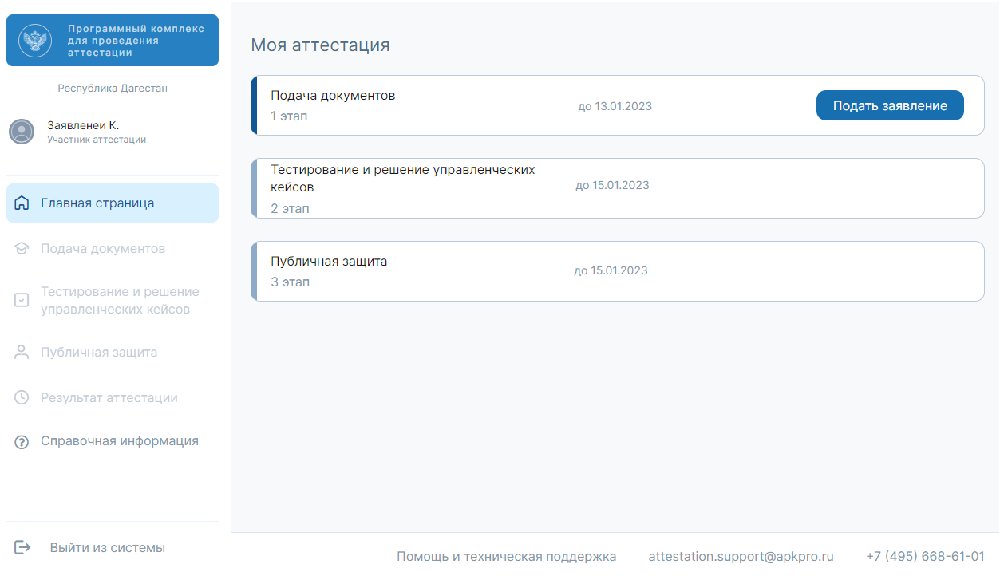 Программный комплекс
для проведения
аттестации
Республика Дагестан
Заявленеи К.
Участник аттестации
Главная страница
Подача документов
Тестирование и решение
управленческих кейсов
Публичная защита
Результат аттестации
Справочная информация
Выйти из системы
Моя аттестация
Подача документов
1 этап
до 13.01.2023
Подать заявление
Тестирование и решение управленческих
кейсов
2 этап
до 15.01.2023
Публичная защита
3 этап
до 15.01.2023
Помощь и техническая поддержка attestation.support@apkpro.ru +7 (495) 668-61-01